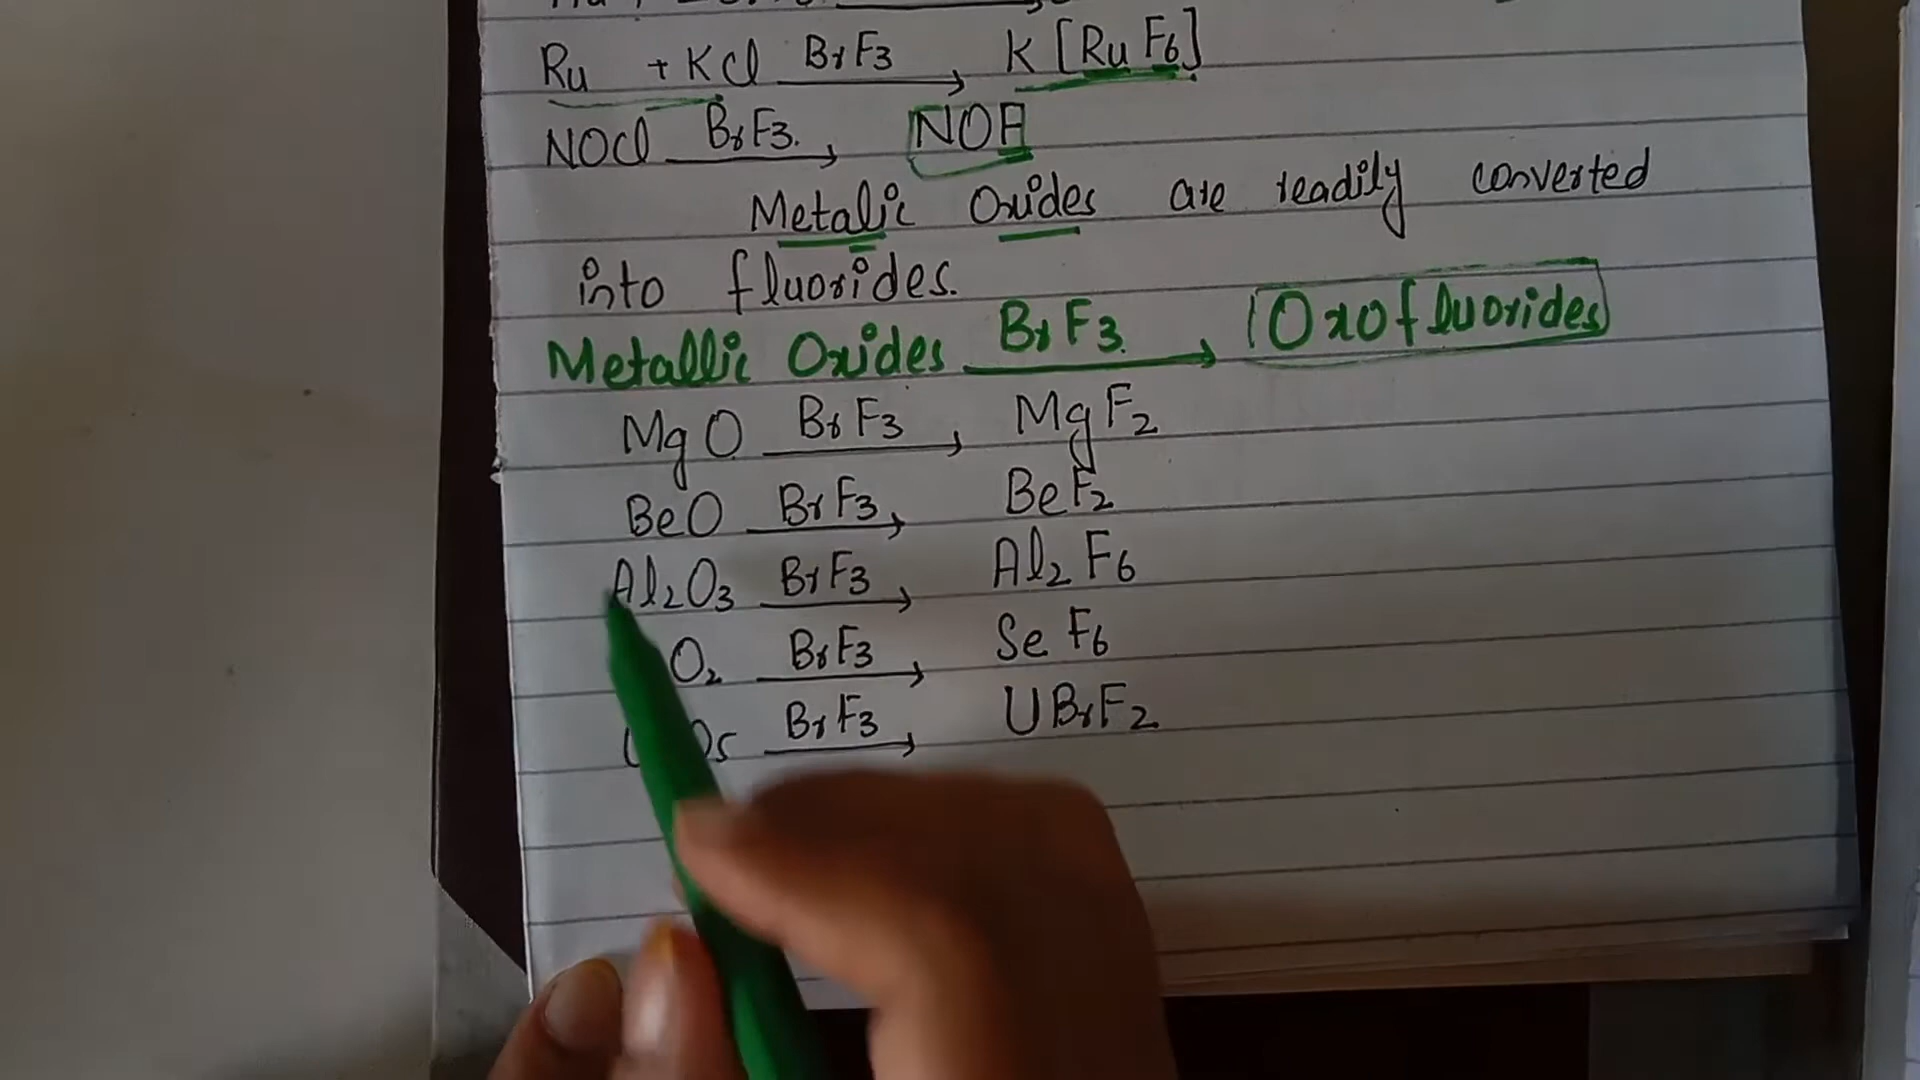 Ru + KCl BrF3 → K[RuF6]
NOCl BrF3. → NOF
Metalic Oxides are readily converted
into fluorides.
Metallic Oxides BrF3. → Oxofluorides
MgO BrF3 → MgF2
BeO BrF3 → BeF2
Al2O3 BrF3 → Al2F6
O2 BrF3 → SeF6
BrF3 → UBrF2